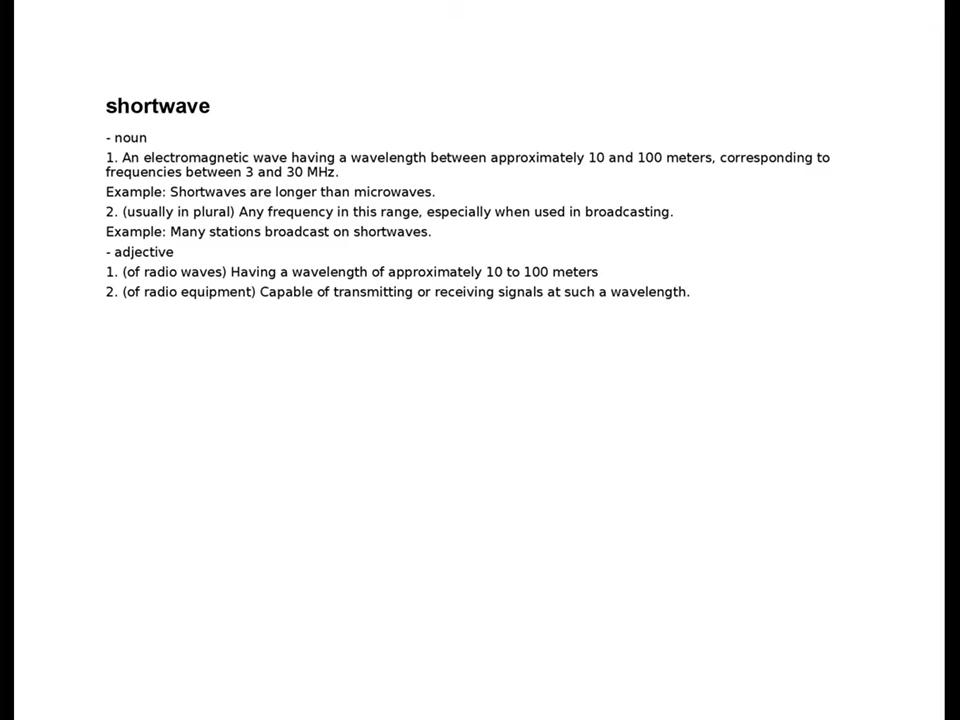 shortwave
- noun
1. An electromagnetic wave having a wavelength between approximately 10 and 100 meters, corresponding to
frequencies between 3 and 30 MHz.
Example: Shortwaves are longer than microwaves.
2. (usually in plural) Any frequency in this range, especially when used in broadcasting.
Example: Many stations broadcast on shortwaves.
- adjective
1. (of radio waves) Having a wavelength of approximately 10 to 100 meters
2. (of radio equipment) Capable of transmitting or receiving signals at such a wavelength.